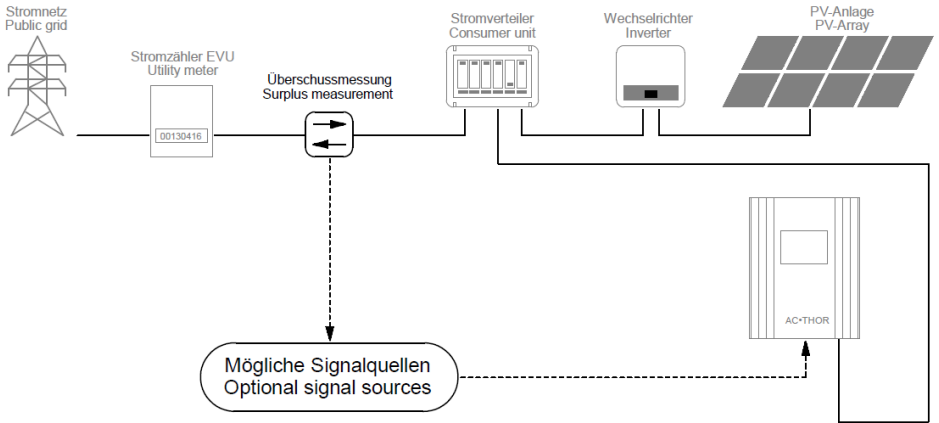 Stromnetz
Public grid
Stromzähler EVU
Utility meter
00130416
Überschussmessung
Surplus measurement
Stromverteiler
Consumer unit
Wechselrichter
Inverter
PV-Anlage
PV-Array
AC•THOR
Mögliche Signalquellen
Optional signal sources